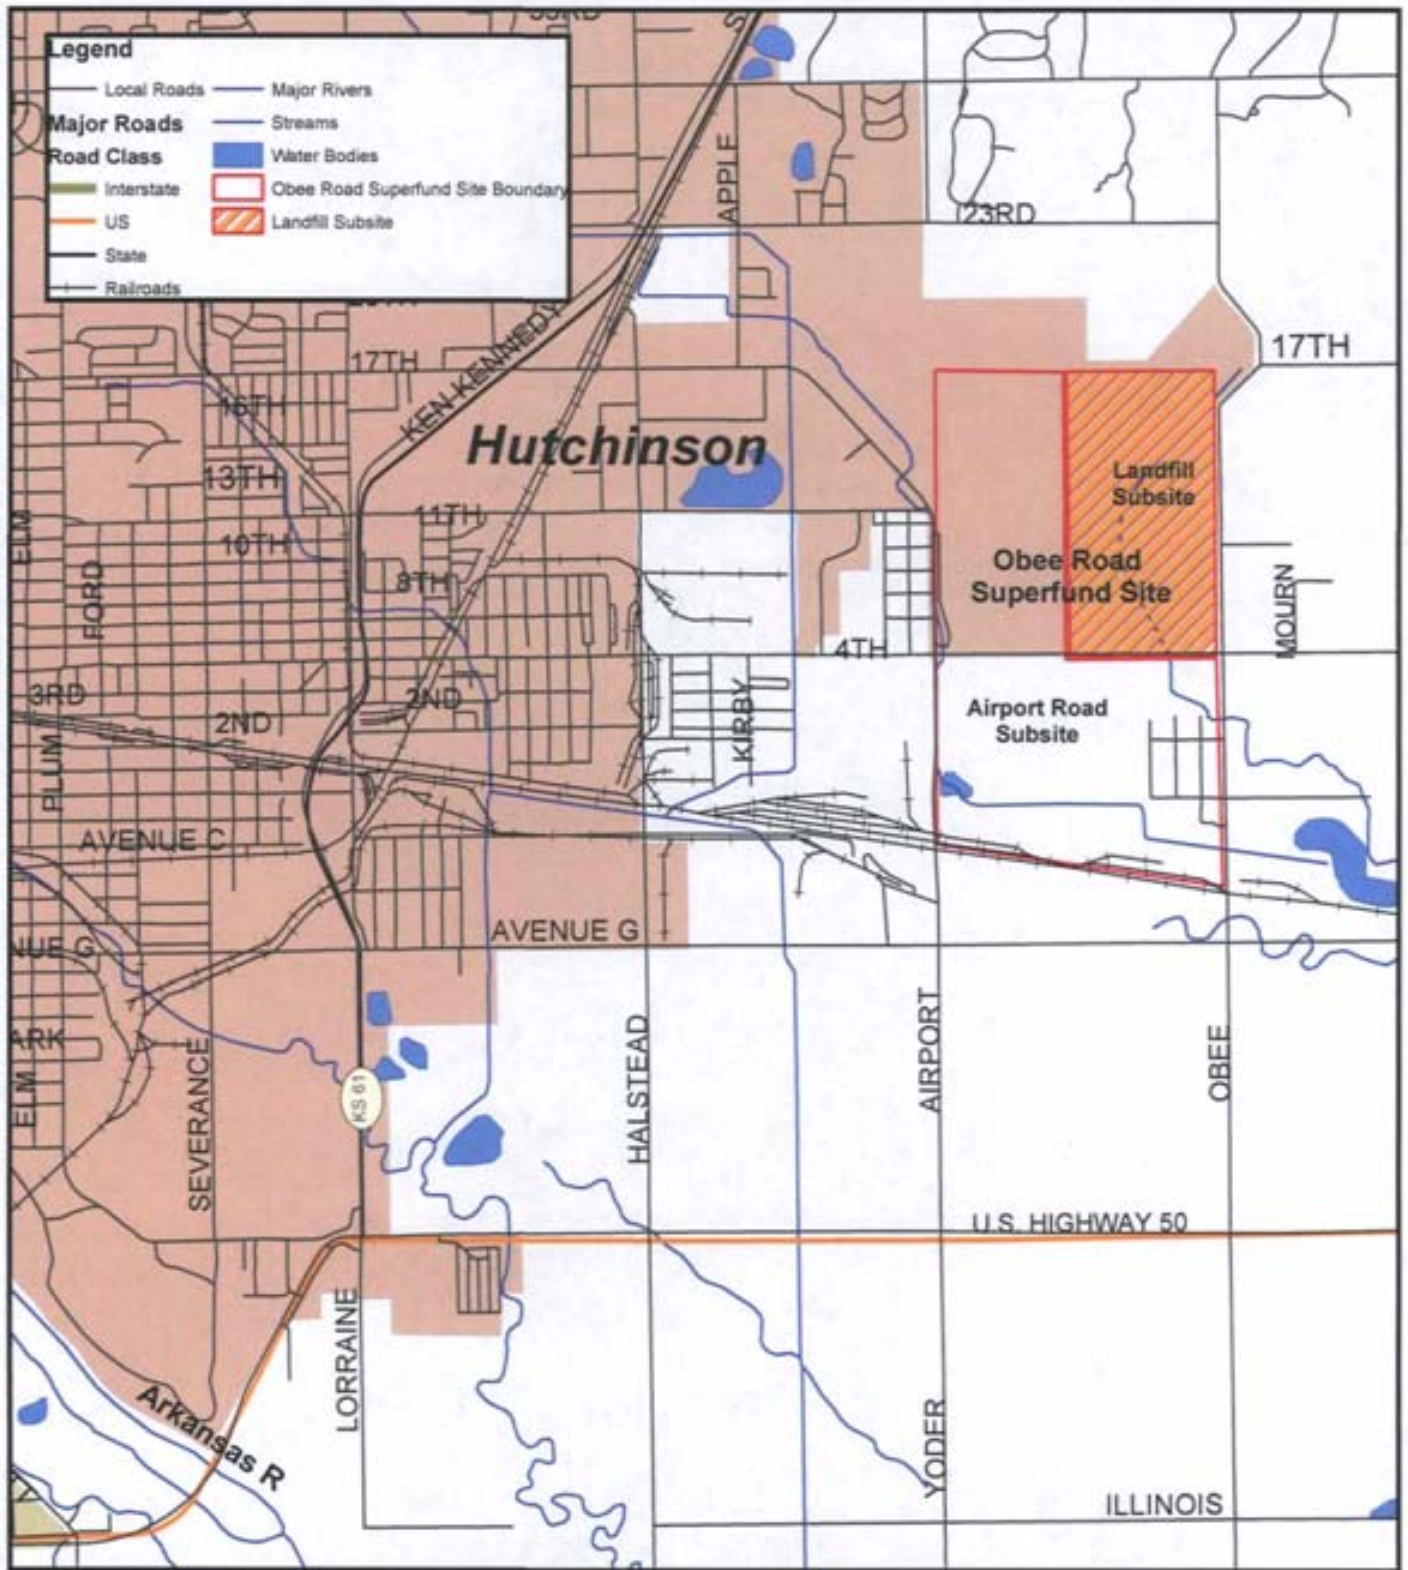 33RD
S
Legend
Local Roads
Major Rivers
Major Roads
Streams
Road Class
Water Bodies
Interstate
Obee Road Superfund Site Boundary
US
Landfill Subsite
State
Railroads
APPLE
23RD
KEN KENNEDY
17TH
17TH
Hutchinson
13TH
11TH
10TH
8TH
ELM
FORD
Landfill
Subsite
Obee Road
Superfund Site
MOURN
4TH
3RD
2ND
2ND
PLUM
KIRBY
Airport Road
Subsite
AVENUE C
AVENUE G
NUE G
ARK
ELM
SEVERANCE
KS 61
HALSTEAD
AIRPORT
OBEE
U.S. HIGHWAY 50
LORRAINE
Arkansas R
YODER
ILLINOIS